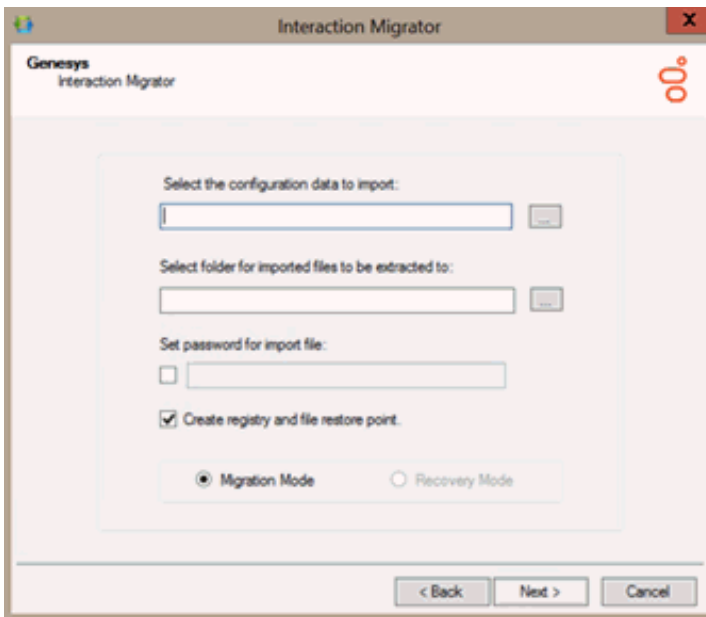 Interaction Migrator
X
Genesys
Interaction Migrator
Select the configuration data to import:
...
Select folder for imported files to be extracted to:
...
Set password for import file:
Create registry and file restore point.
Migration Mode
Recovery Mode
< Back
Next >
Cancel